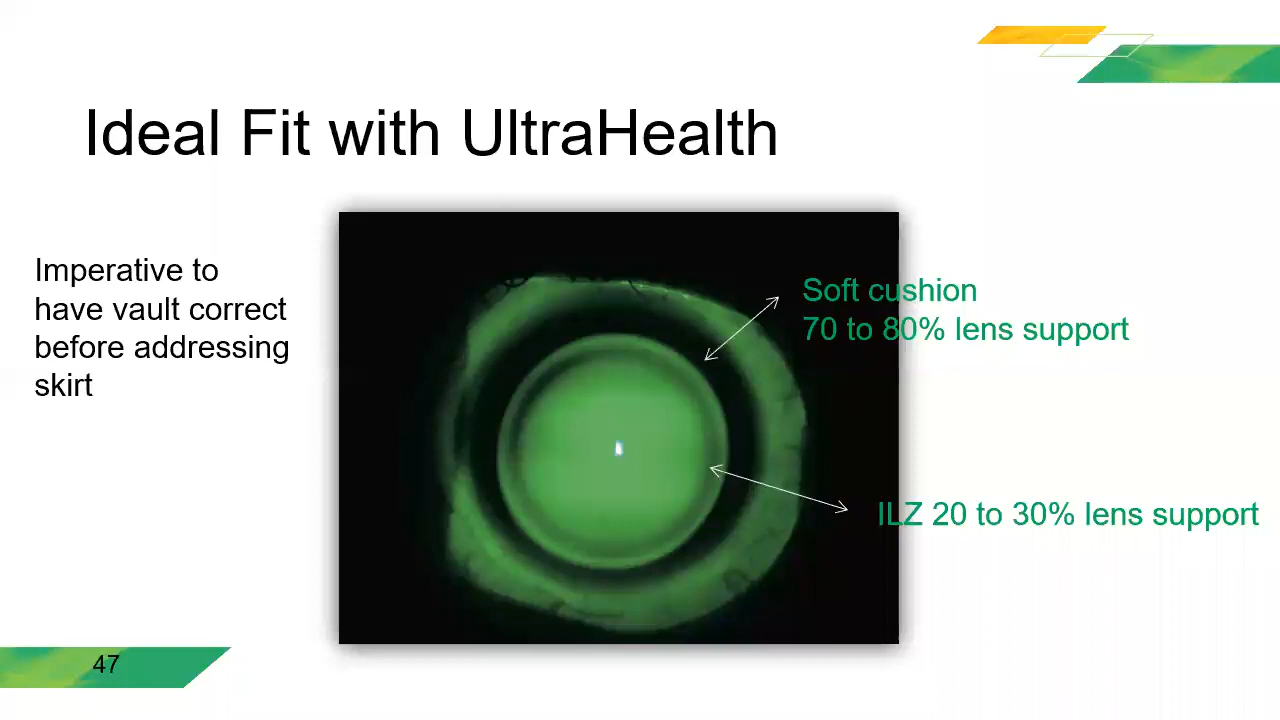 Ideal Fit with UltraHealth
Imperative to
have vault correct
before addressing
skirt
Soft cushion
70 to 80% lens support
ILZ 20 to 30% lens support
47